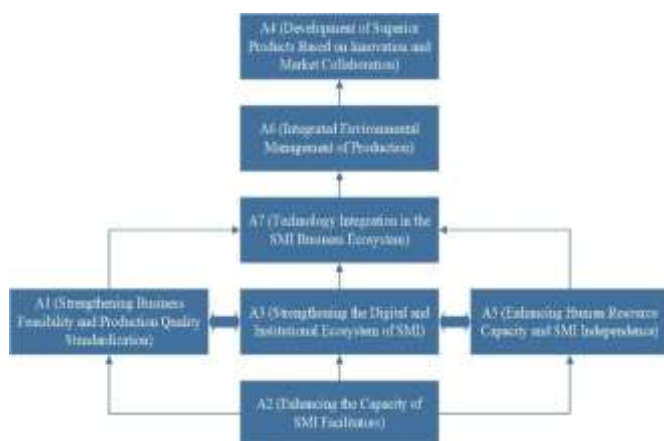 A4 (Development of Superior
Products Based on Innovation and
Market Collaboration)
A6 (Integrated Environmental
Management of Production)
A7 (Technology Integration in the
SMI Business Ecosystem)
A1 (Strengthening Business
Feasibility and Production Quality
Standardization)
A3 (Strengthening the Digital and
Institutional Ecosystem of SMI)
A5 (Enhancing Human Resource
Capacity and SMI Independence)
A2 (Enhancing the Capacity of
SMI Facilitators)